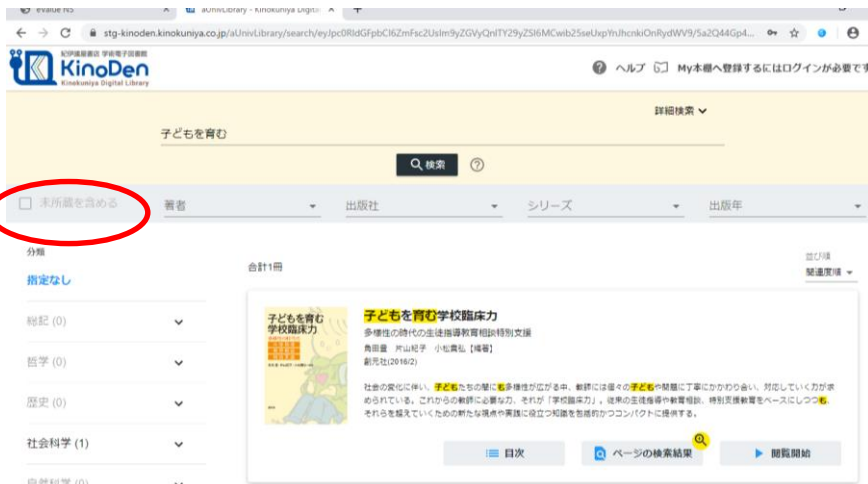 aUnivLibrary - Kinokuniya Digit
stg-kinoden.kinokuniya.co.jp/aUnivLibrary/search/
紀伊國屋書店 学術電子図書館
KinoDen
Kinokuniya Digital Library
ヘルプ My本棚へ登録するにはログインが必要です
詳細検索
子どもを育む
検索
未所蔵を含める 著者 出版社 シリーズ 出版年
分類
指定なし
合計1冊
並び順
関連度順
総記 (0)
哲学 (0)
歴史 (0)
社会科学 (1)
自然科学 (0)
子どもを育む
学校臨床力
子どもを育む学校臨床力
多様性の時代の生徒指導教育相談特別支援
角田豊 片山紀子 小松貴弘【編著】
創元社(2016/2)
社会の変化に伴い、子どもたちの間にも多様性が広がる中、教師には個々の子どもや問題に丁寧にかかわり合い、対応していく力が求
められている。これからの教師に必要な力、それが「学校臨床力」。従来の生徒指導や教育相談、特別支援教育をベースにしつつも、
それらを超えていくための新たな視点や実践に役立つ知識を包括的かつコンパクトに提供する。
目次 ページの検索結果 閲覧開始